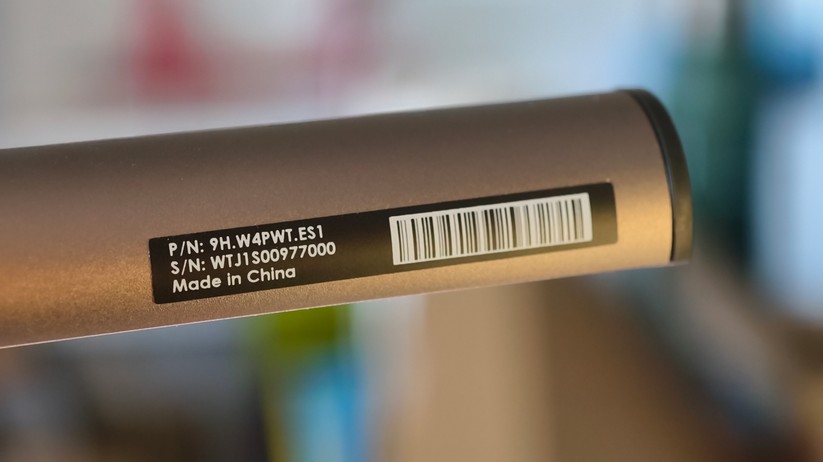 P/N: 9H.W4PWT.ES1
S/N: WTJ1S00977000
Made in China